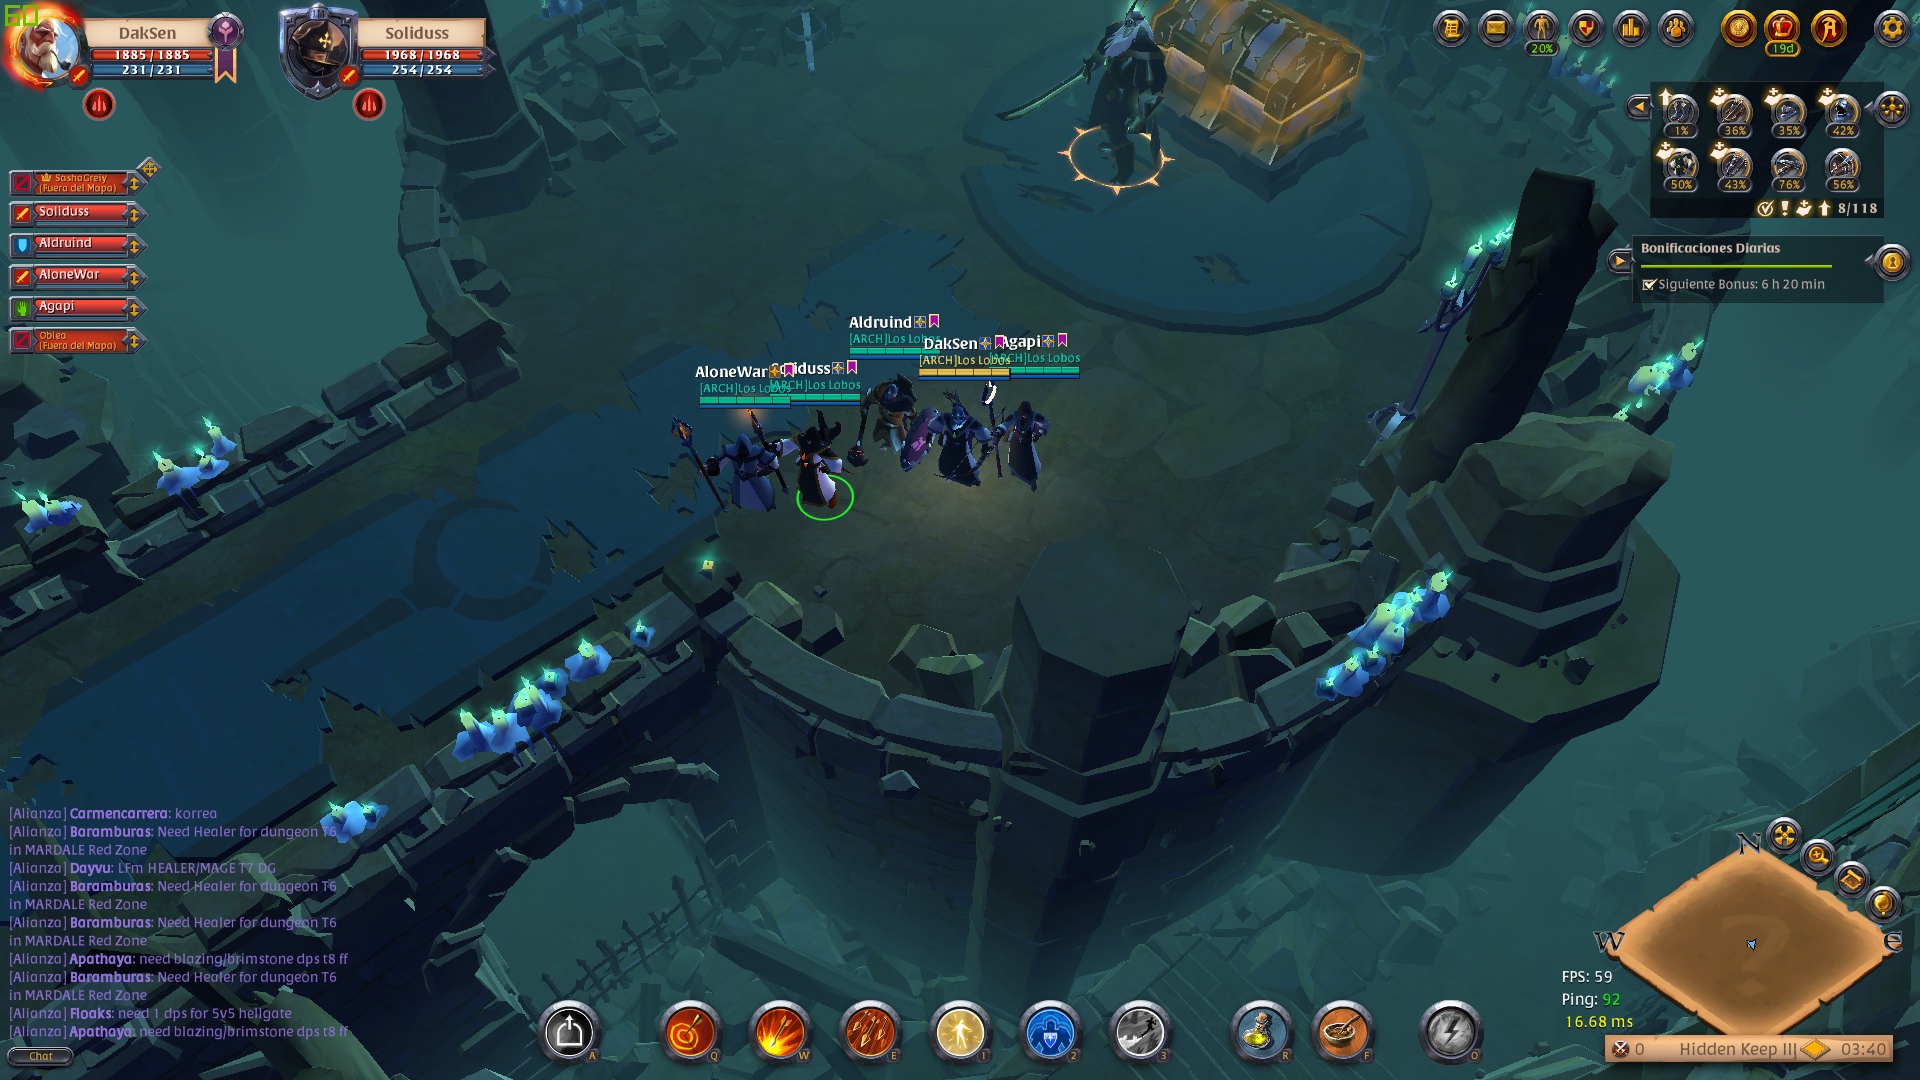 60
DakSen
1885 / 1885
231 / 231
Soliduss
1968 / 1968
254 / 254
20%
19d
1%
36%
35%
42%
50%
43%
76%
56%
8/118
Bonificaciones Diarias
Siguiente Bonus: 6 h 20 min
SashaGreiy
(Fuera del Mapa)
Soliduss
Aldruind
AloneWar
Agapi
Oblea
(Fuera del Mapa)
Aldruind
[ARCH]Los
DakSen
[ARCH]Los Lobos
Agapi
[ARCH]Los Lobos
AloneWar
[ARCH]Los Lobos
Soliduss
[ARCH]Los Lobos
[Alianza] Carmencarrera: korrea
[Alianza] Baramburas: Need Healer for dungeon T6
in MARDALE Red Zone
[Alianza] Dayvu: LFm HEALER/MAGE T7 DG
[Alianza] Baramburas: Need Healer for dungeon T6
in MARDALE Red Zone
[Alianza] Baramburas: Need Healer for dungeon T6
in MARDALE Red Zone
[Alianza] Apathaya: need blazing/brimstone dps t8 ff
[Alianza] Baramburas: Need Healer for dungeon T6
in MARDALE Red Zone
[Alianza] Floaks: need 1 dps for 5v5 hellgate
[Alianza] Apathaya: need blazing/brimstone dps t8 ff
Chat
A
Q
W
E
1
2
3
R
F
O
N
W
E
FPS: 59
Ping: 92
16.68 ms
0
Hidden Keep III
03:40